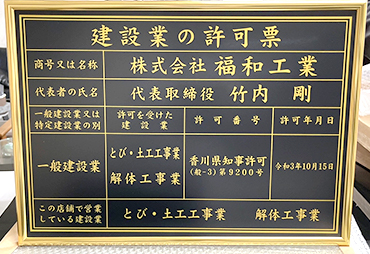 建設業の許可票
商号又は名称 株式会社 福和工業
代表者の氏名 代表取締役 竹内 剛
一般建設業又は
特定建設業の別
許可を受けた
建設業
許可番号
許可年月日
一般建設業
とび・土工工事業
解体工事業
香川県知事許可
(般-3)第9200号
令和3年10月15日
この店舗で営業
している建設業
とび・土工工事業 解体工事業